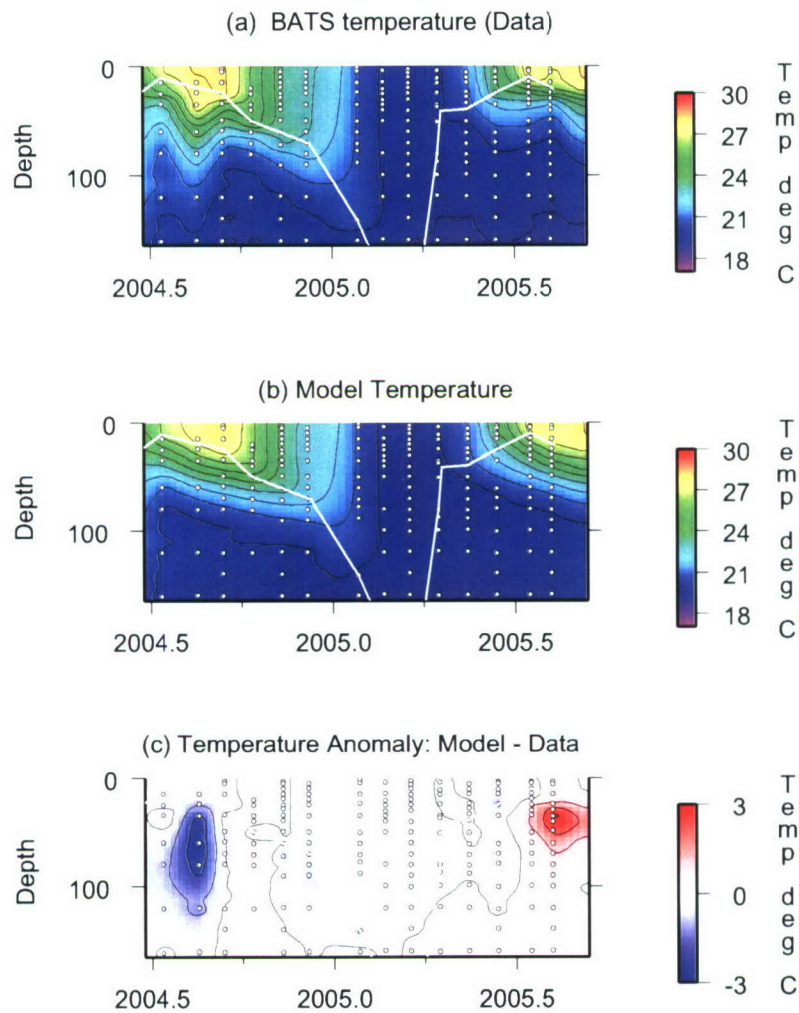 (a) BATS temperature (Data)
0
100
Depth
2004.5 2005.0 2005.5
30
27
24
21
18
Temp deg C
(b) Model Temperature
0
100
Depth
2004.5 2005.0 2005.5
30
27
24
21
18
Temp deg C
(c) Temperature Anomaly: Model - Data
0
100
Depth
2004.5 2005.0 2005.5
3
0
-3
Temp deg C